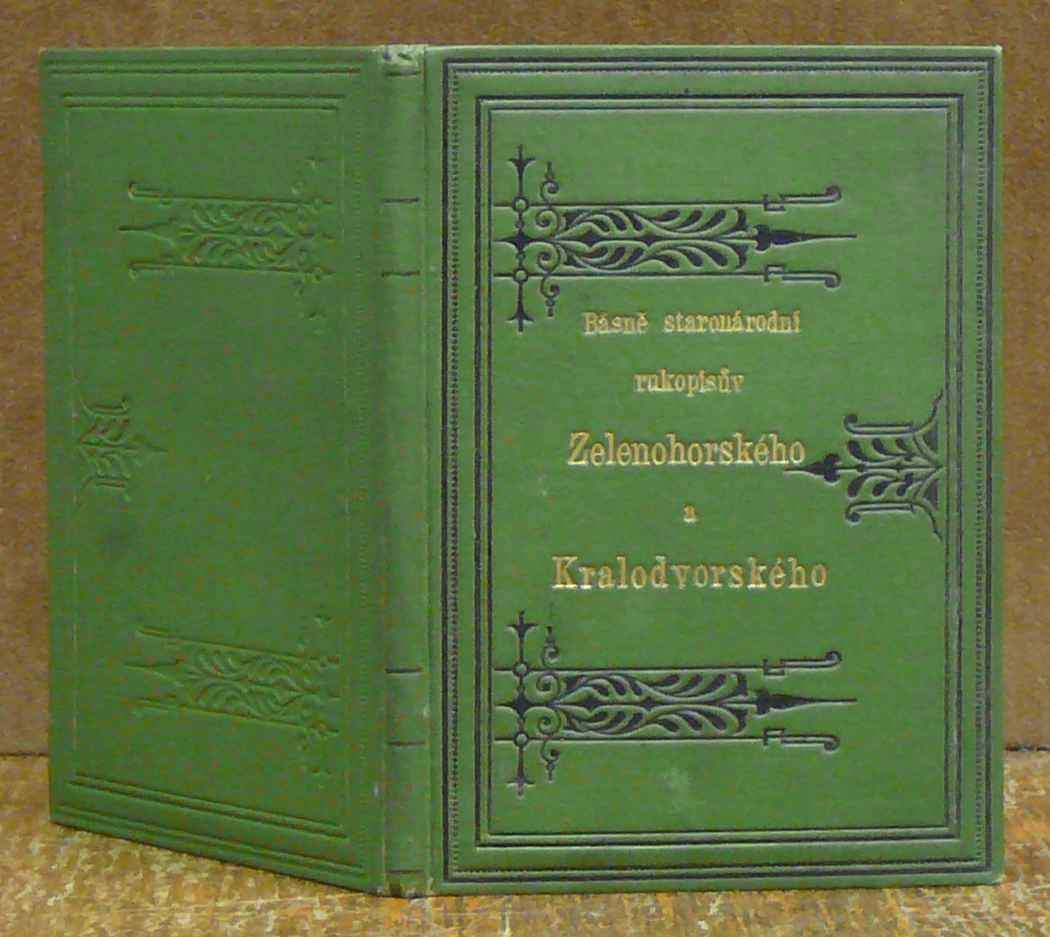 Básně staronárodní
rukopisův
Zelenohorského
a
Kralodvorského